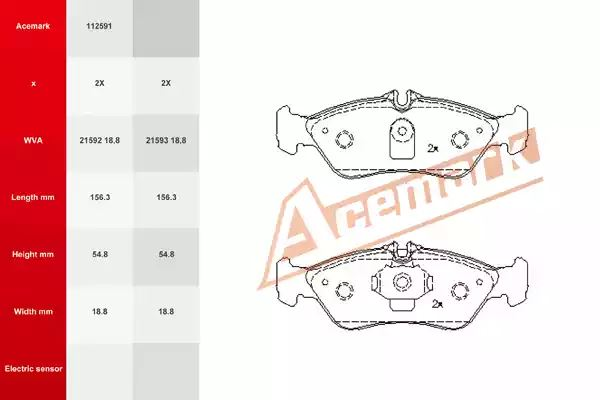 Acemark 112591
x 2X 2X
WVA 21592 18,8 21593 18,8
Length mm 156.3 156.3
Height mm 54.8 54.8
Width mm 18.8 18.8
Electric sensor
2x
Acemark
2x